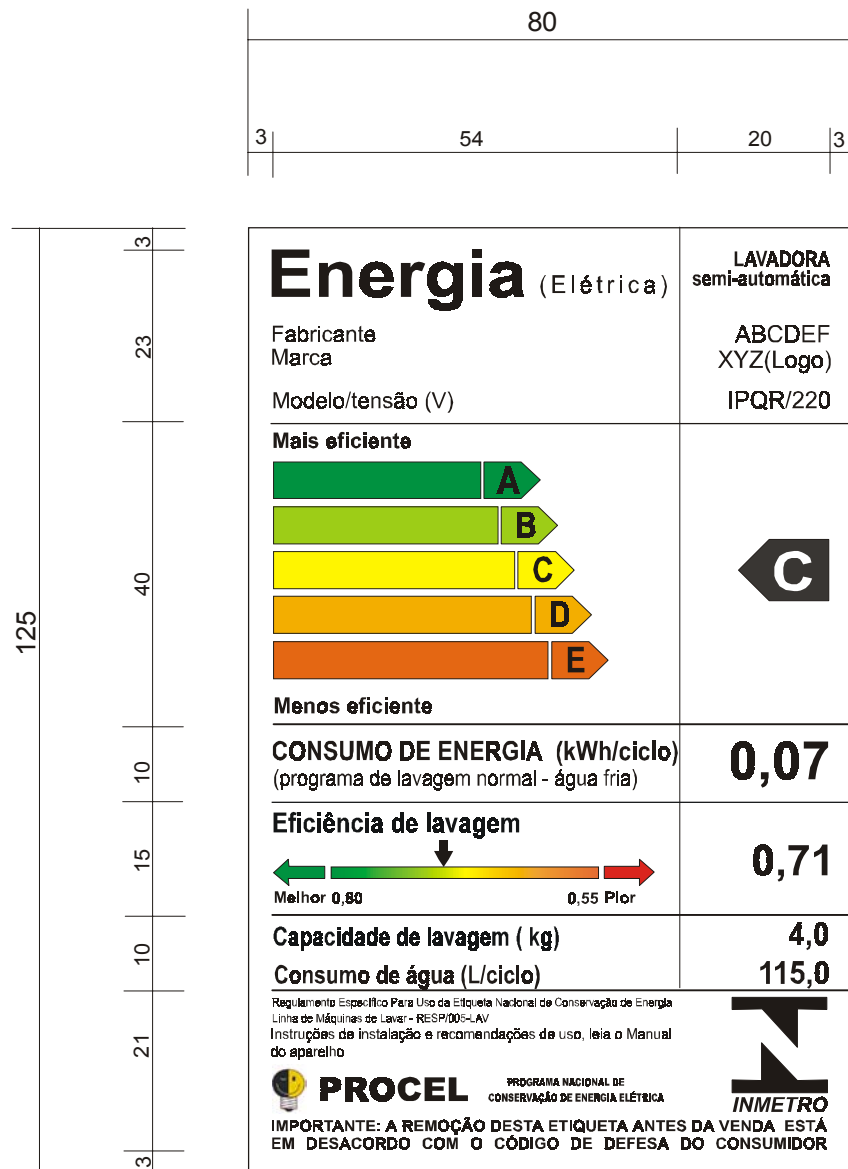 80
3 54 20 3
125
3
23
40
10
15
10
21
3
Energia (Elétrica)
LAVADORA
semi-automática
Fabricante ABCDEF
Marca XYZ(Logo)
Modelo/tensão (V) IPQR/220
Mais eficiente
A
B
C
D
E
C
Menos eficiente
CONSUMO DE ENERGIA (kWh/ciclo) 0,07
(programa de lavagem normal - água fria)
Eficiência de lavagem
0,71
Melhor 0,80 0,55 Pior
Capacidade de lavagem ( kg) 4,0
Consumo de água (L/ciclo) 115,0
Regulamento Específico Para Uso da Etiqueta Nacional de Conservação de Energia
Linha de Máquinas de Lavar - RESP/005-LAV
Instruções de instalação e recomendações de uso, leia o Manual
do aparelho
PROCEL
PROGRAMA NACIONAL DE
CONSERVAÇÃO DE ENERGIA ELÉTRICA
INMETRO
IMPORTANTE: A REMOÇÃO DESTA ETIQUETA ANTES DA VENDA ESTÁ
EM DESACORDO COM O CÓDIGO DE DEFESA DO CONSUMIDOR